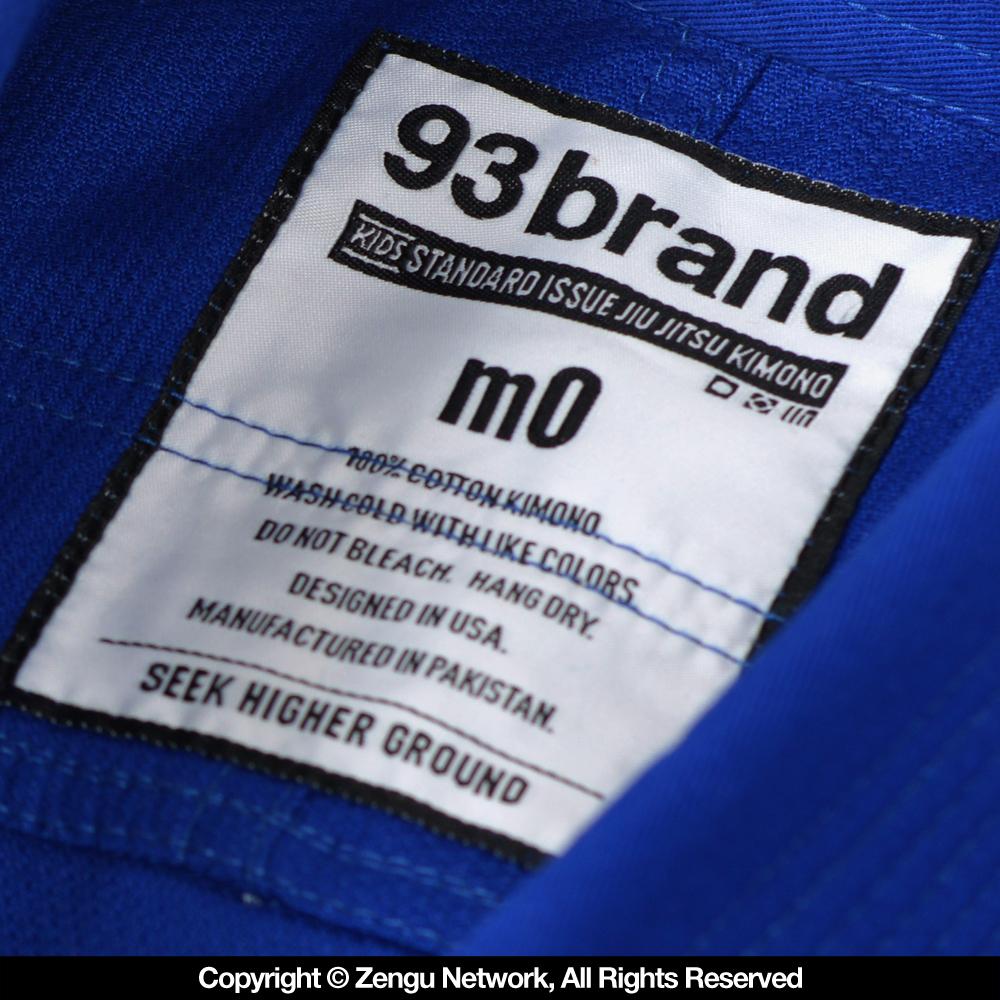 93brand
KIDS STANDARD ISSUE JIU JITSU KIMONO
m0
100% COTTON KIMONO.
WASH COLD WITH LIKE COLORS.
DO NOT BLEACH. HANG DRY.
DESIGNED IN USA.
MANUFACTURED IN PAKISTAN.
SEEK HIGHER GROUND
Copyright © Zengu Network, All Rights Reserved